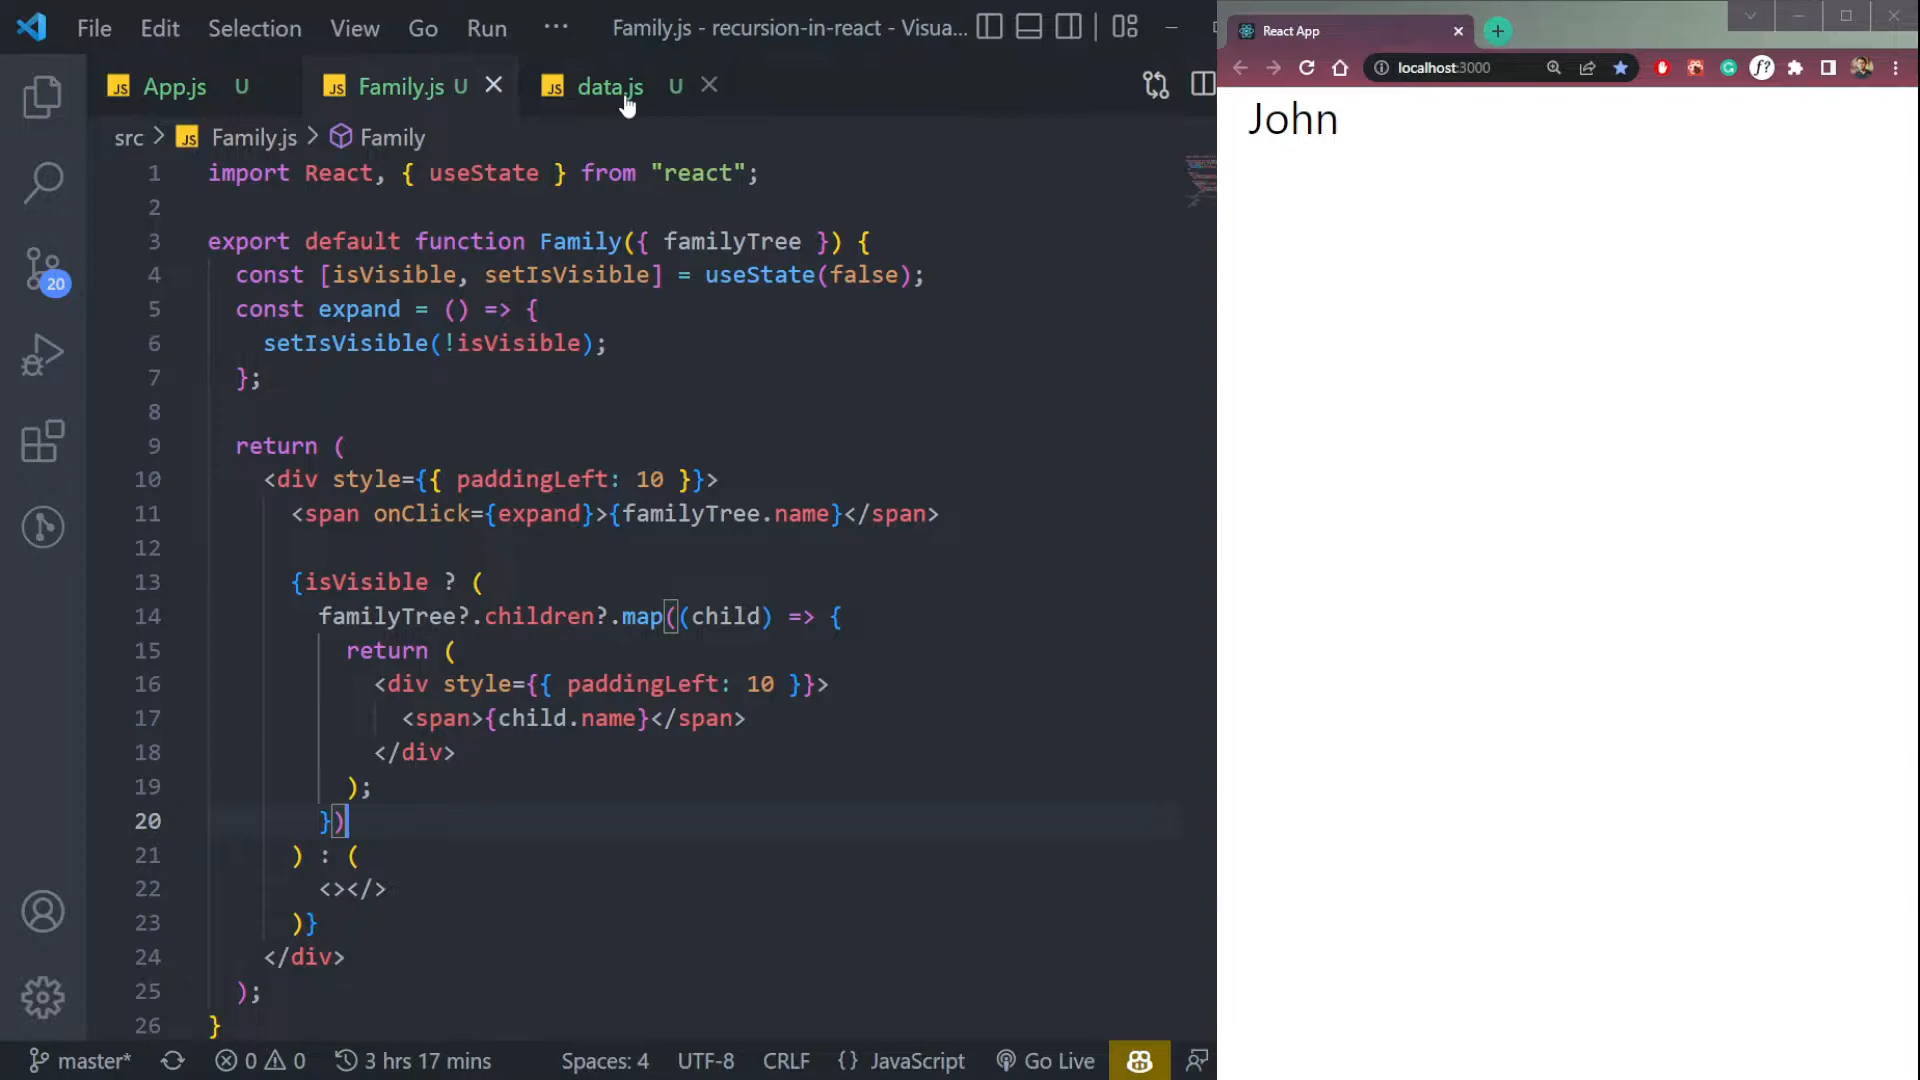 File Edit Selection View Go Run ··· Family.js - recursion-in-react - Visua...
App.js U Family.js U data.js U
src > Family.js > Family
1 import React, { useState } from "react";
2
3 export default function Family({ familyTree }) {
4 const [isVisible, setIsVisible] = useState(false);
5 const expand = () => {
6 setIsVisible(!isVisible);
7 };
8
9 return (
10 <div style={{ paddingLeft: 10 }}>
11 <span onClick={expand}>{familyTree.name}</span>
12
13 {isVisible ? (
14 familyTree?.children?.map((child) => {
15 return (
16 <div style={{ paddingLeft: 10 }}>
17 <span>{child.name}</span>
18 </div>
19 );
20 })
21 ) : (
22 <></>
23 )}
24 </div>
25 );
26 }
20
master* 0 0 3 hrs 17 mins Spaces: 4 UTF-8 CRLF {} JavaScript Go Live
React App
localhost:3000
John